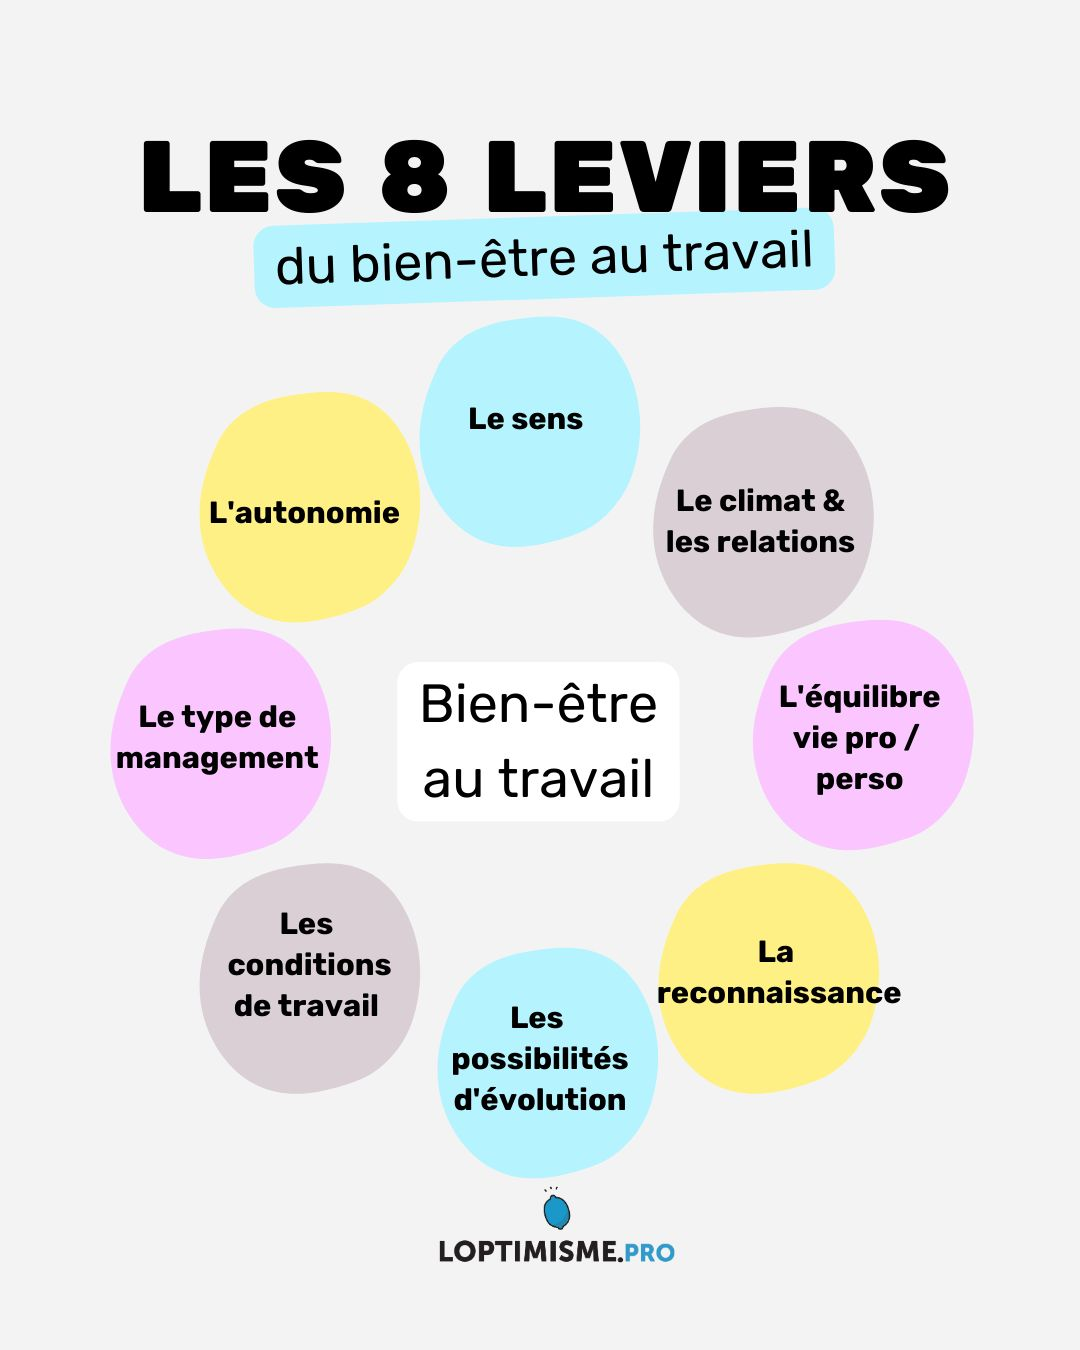 LES 8 LEVIERS
du bien-être au travail
Le sens
L'autonomie
Le climat &
les relations
Le type de
management
Bien-être
au travail
L'équilibre
vie pro /
perso
Les
conditions
de travail
La
reconnaissance
Les
possibilités
d'évolution
LOPTIMISME.PRO